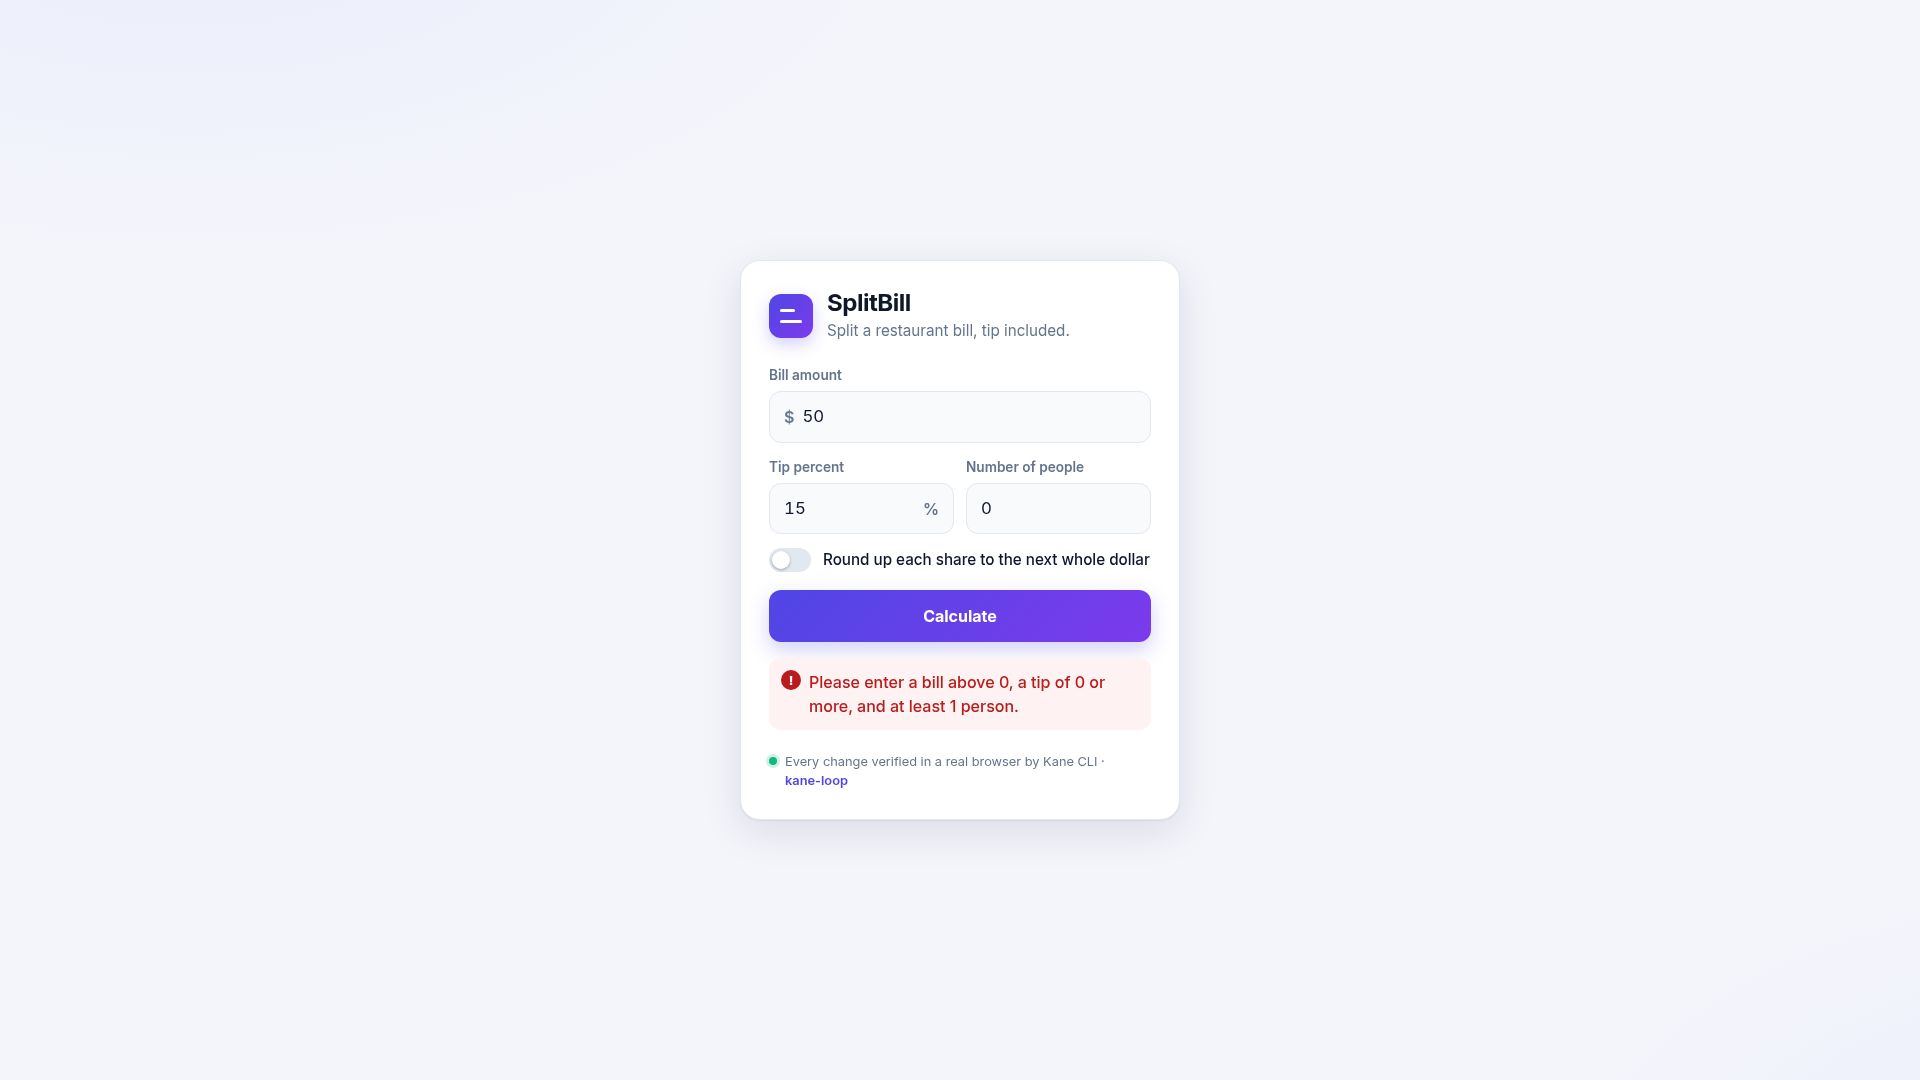 SplitBill
Split a restaurant bill, tip included.
Bill amount
$ 50
Tip percent
Number of people
15 %
0
Round up each share to the next whole dollar
Calculate
! Please enter a bill above 0, a tip of 0 or
more, and at least 1 person.
Every change verified in a real browser by Kane CLI ·
kane-loop